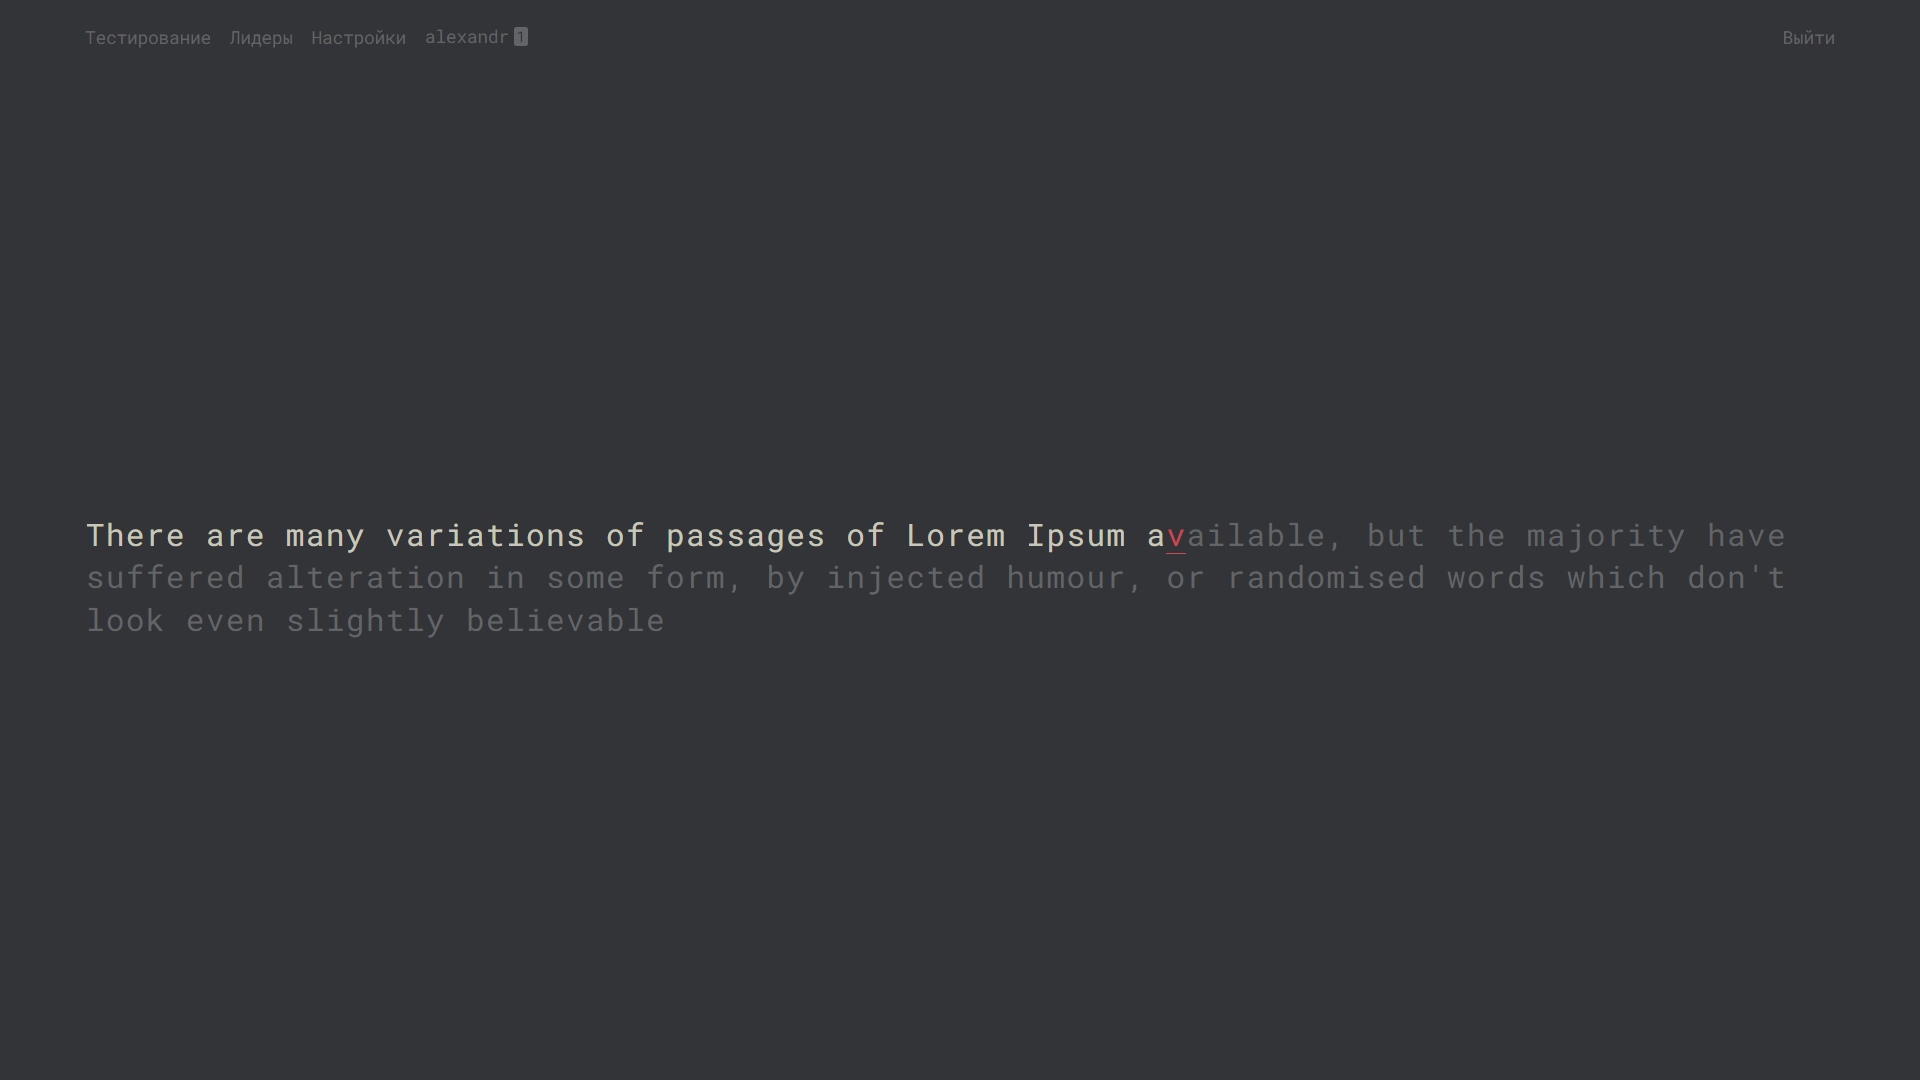 Тестирование Лидеры Настройки alexandr 1 Выйти
There are many variations of passages of Lorem Ipsum available, but the majority have
suffered alteration in some form, by injected humour, or randomised words which don't
look even slightly believable